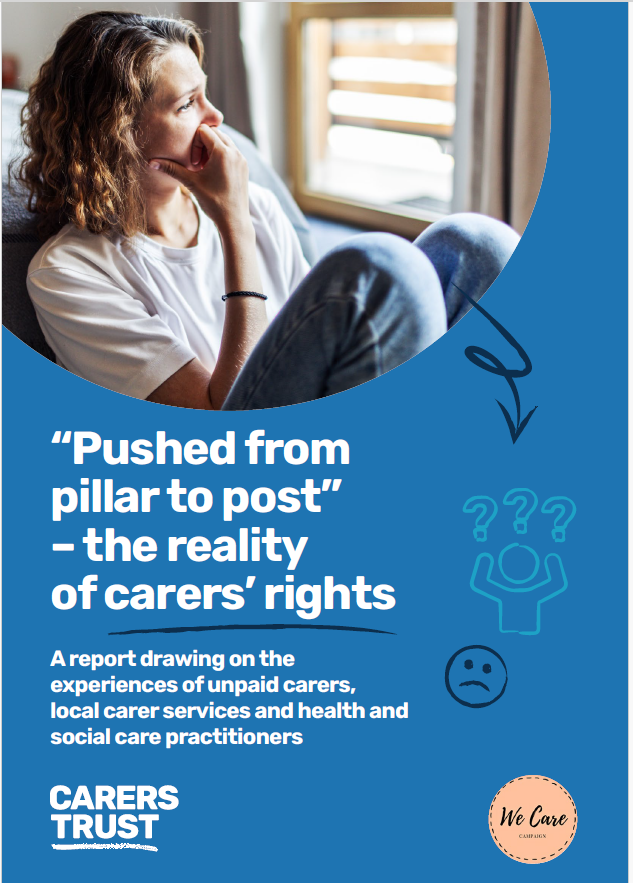 “Pushed from
pillar to post”
– the reality
of carers’ rights
A report drawing on the
experiences of unpaid carers,
local carer services and health and
social care practitioners
CARERS
TRUST
We Care
CAMPAIGN
???